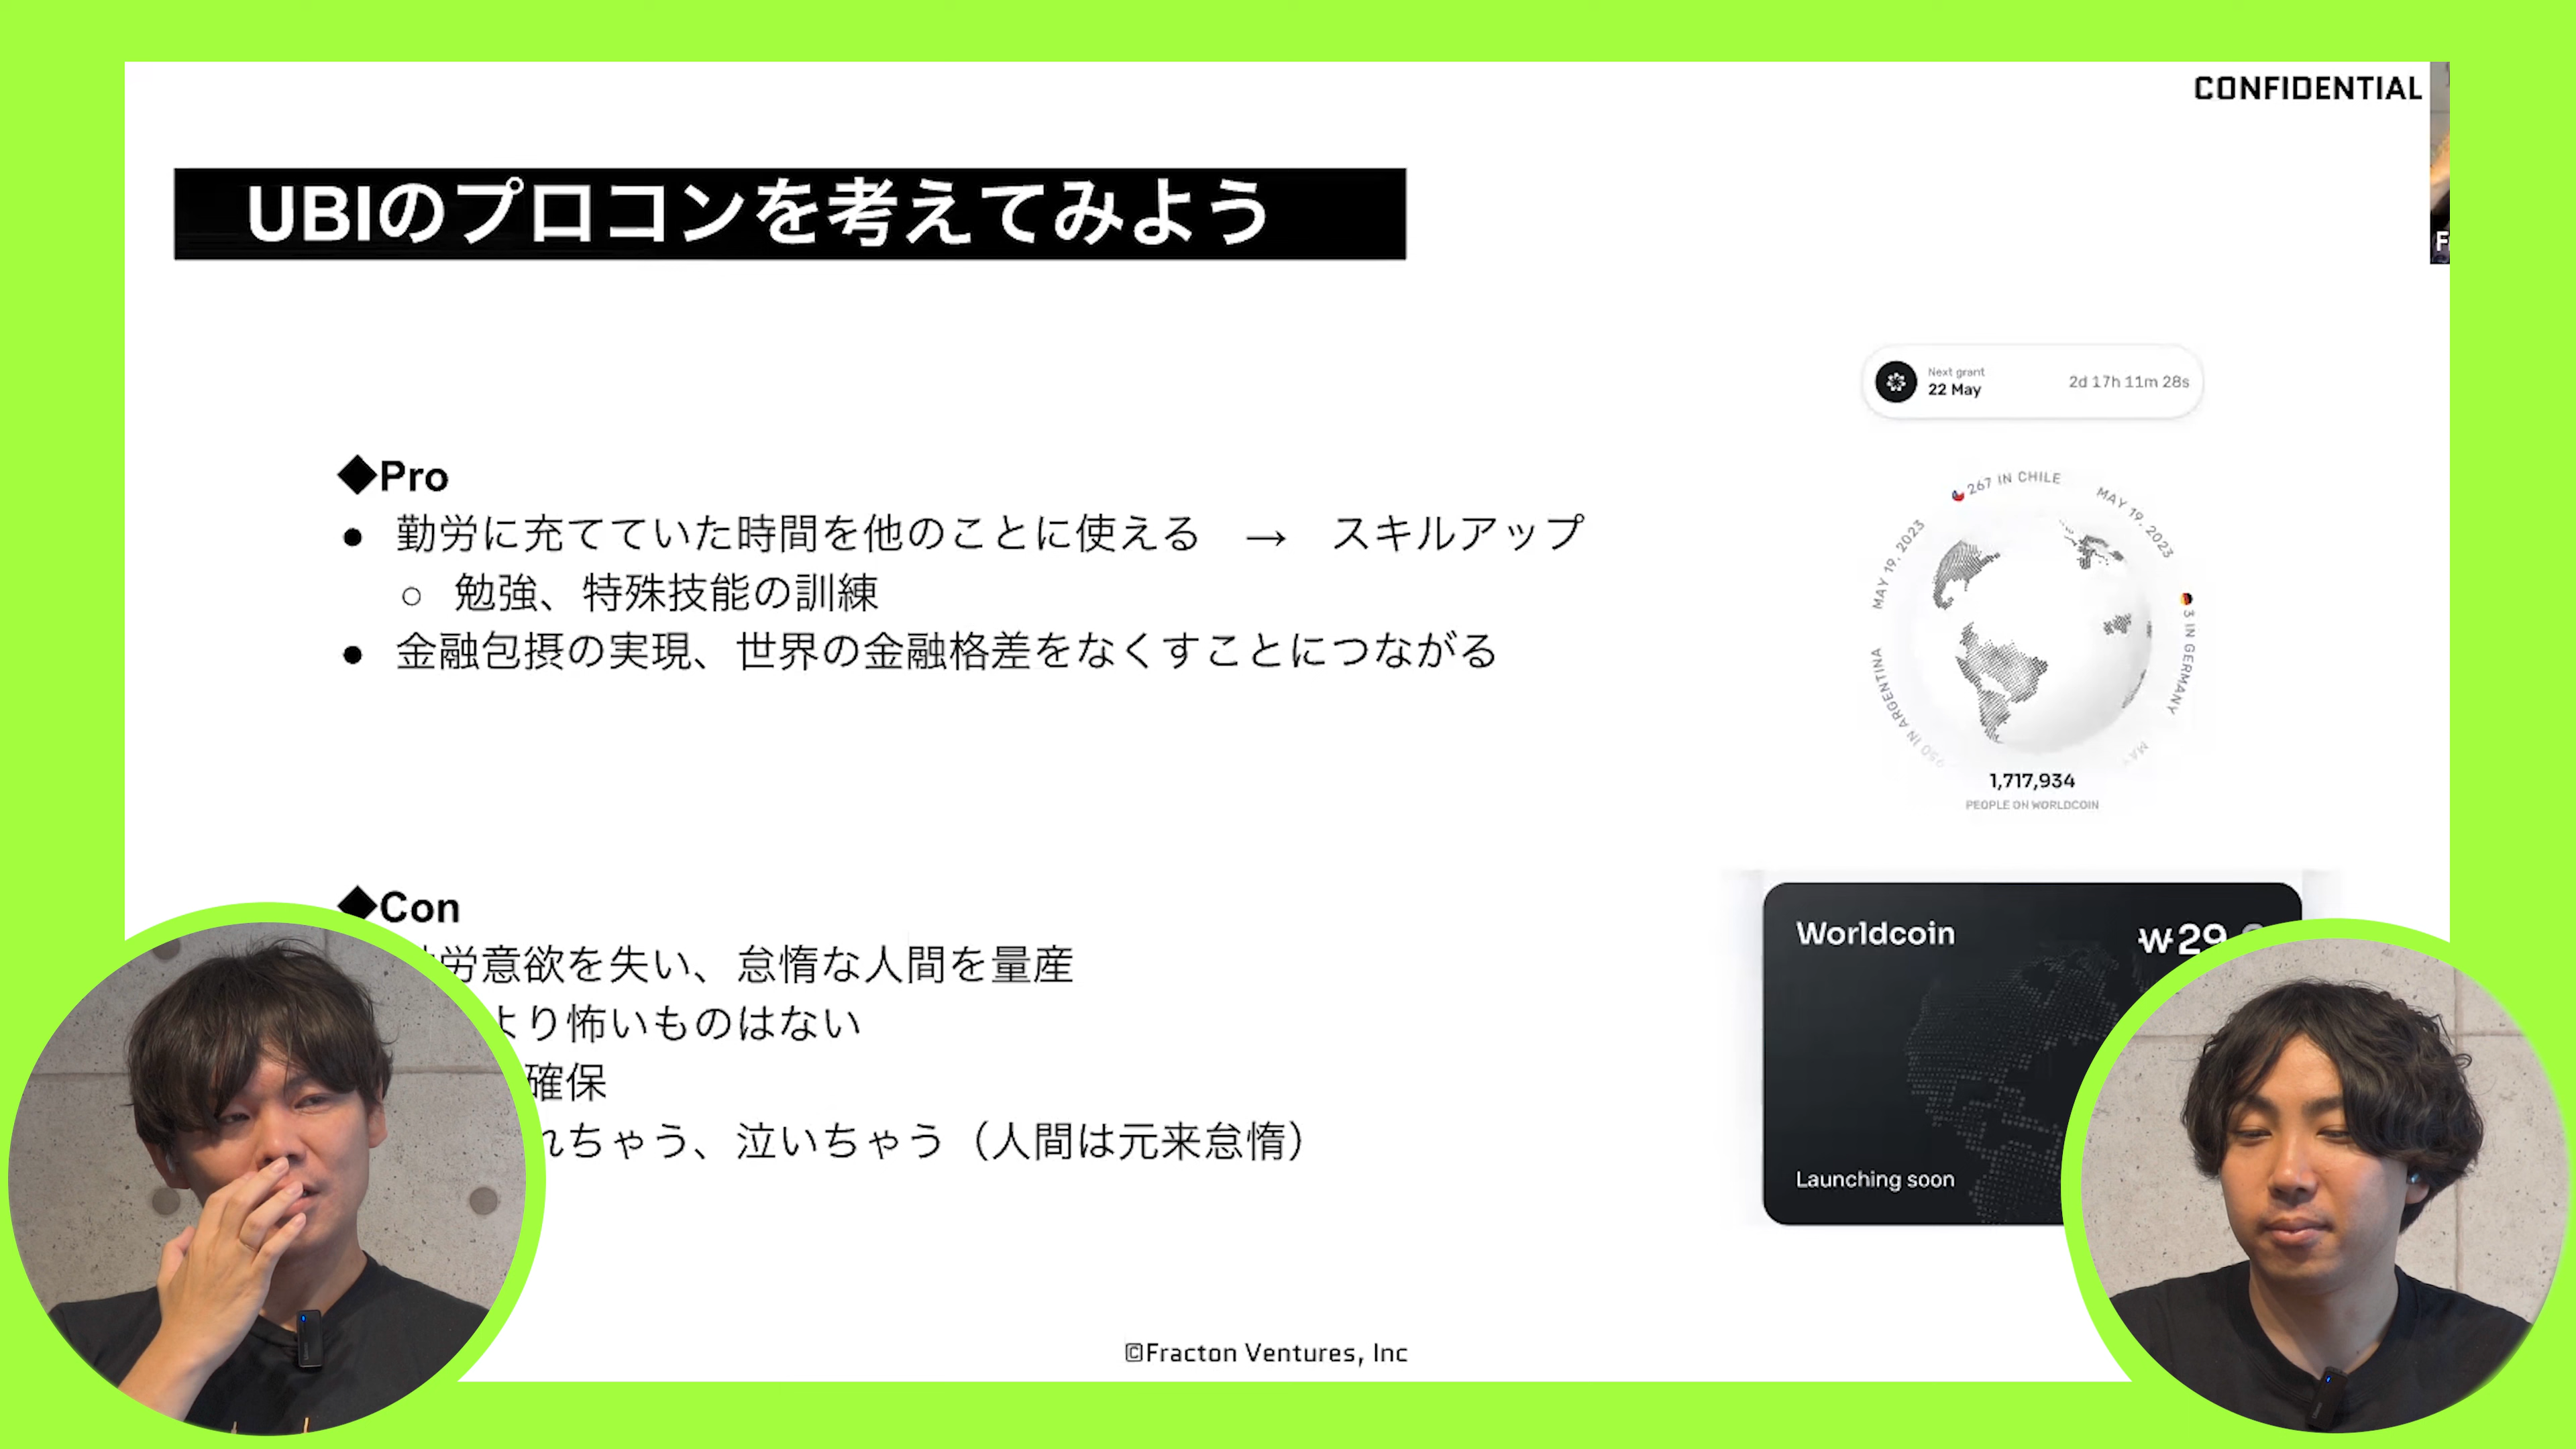 CONFIDENTIAL
UBIのプロコンを考えてみよう
◆Pro
● 勤労に充てていた時間を他のことに使える → スキルアップ
○ 勉強、特殊技能の訓練
● 金融包摂の実現、世界の金融格差をなくすことにつながる
Next grant
22 May
2d 17h 11m 28s
267 IN CHILE
MAY 19. 2023
MAY 19. 2023
3 IN GERMANY
IN ARGENTINA
MAY
1,717,934
PEOPLE ON WORLDCOIN
◆Con
労意欲を失い、怠惰な人間を量産
より怖いものはない
確保
れちゃう、泣いちゃう（人間は元来怠惰）
Worldcoin
₩29.
Launching soon
©Fracton Ventures, Inc